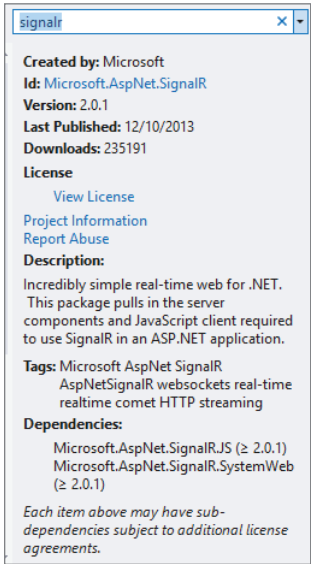 signalr
Created by: Microsoft
Id: Microsoft.AspNet.SignalR
Version: 2.0.1
Last Published: 12/10/2013
Downloads: 235191
License
View License
Project Information
Report Abuse
Description:
Incredibly simple real-time web for .NET.
This package pulls in the server
components and JavaScript client required
to use SignalR in an ASP.NET application.
Tags: Microsoft AspNet SignalR
AspNetSignalR websockets real-time
realtime comet HTTP streaming
Dependencies:
Microsoft.AspNet.SignalR.JS (≥ 2.0.1)
Microsoft.AspNet.SignalR.SystemWeb
(≥ 2.0.1)
Each item above may have sub-
dependencies subject to additional license
agreements.